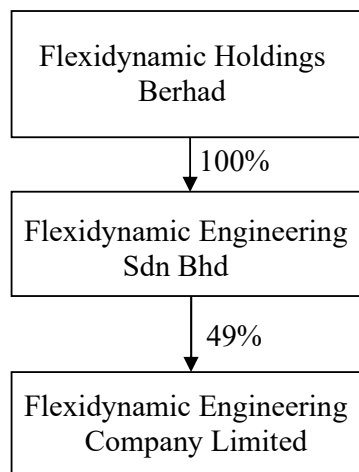 Flexidynamic Holdings
Berhad
100%
Flexidynamic Engineering
Sdn Bhd
49%
Flexidynamic Engineering
Company Limited